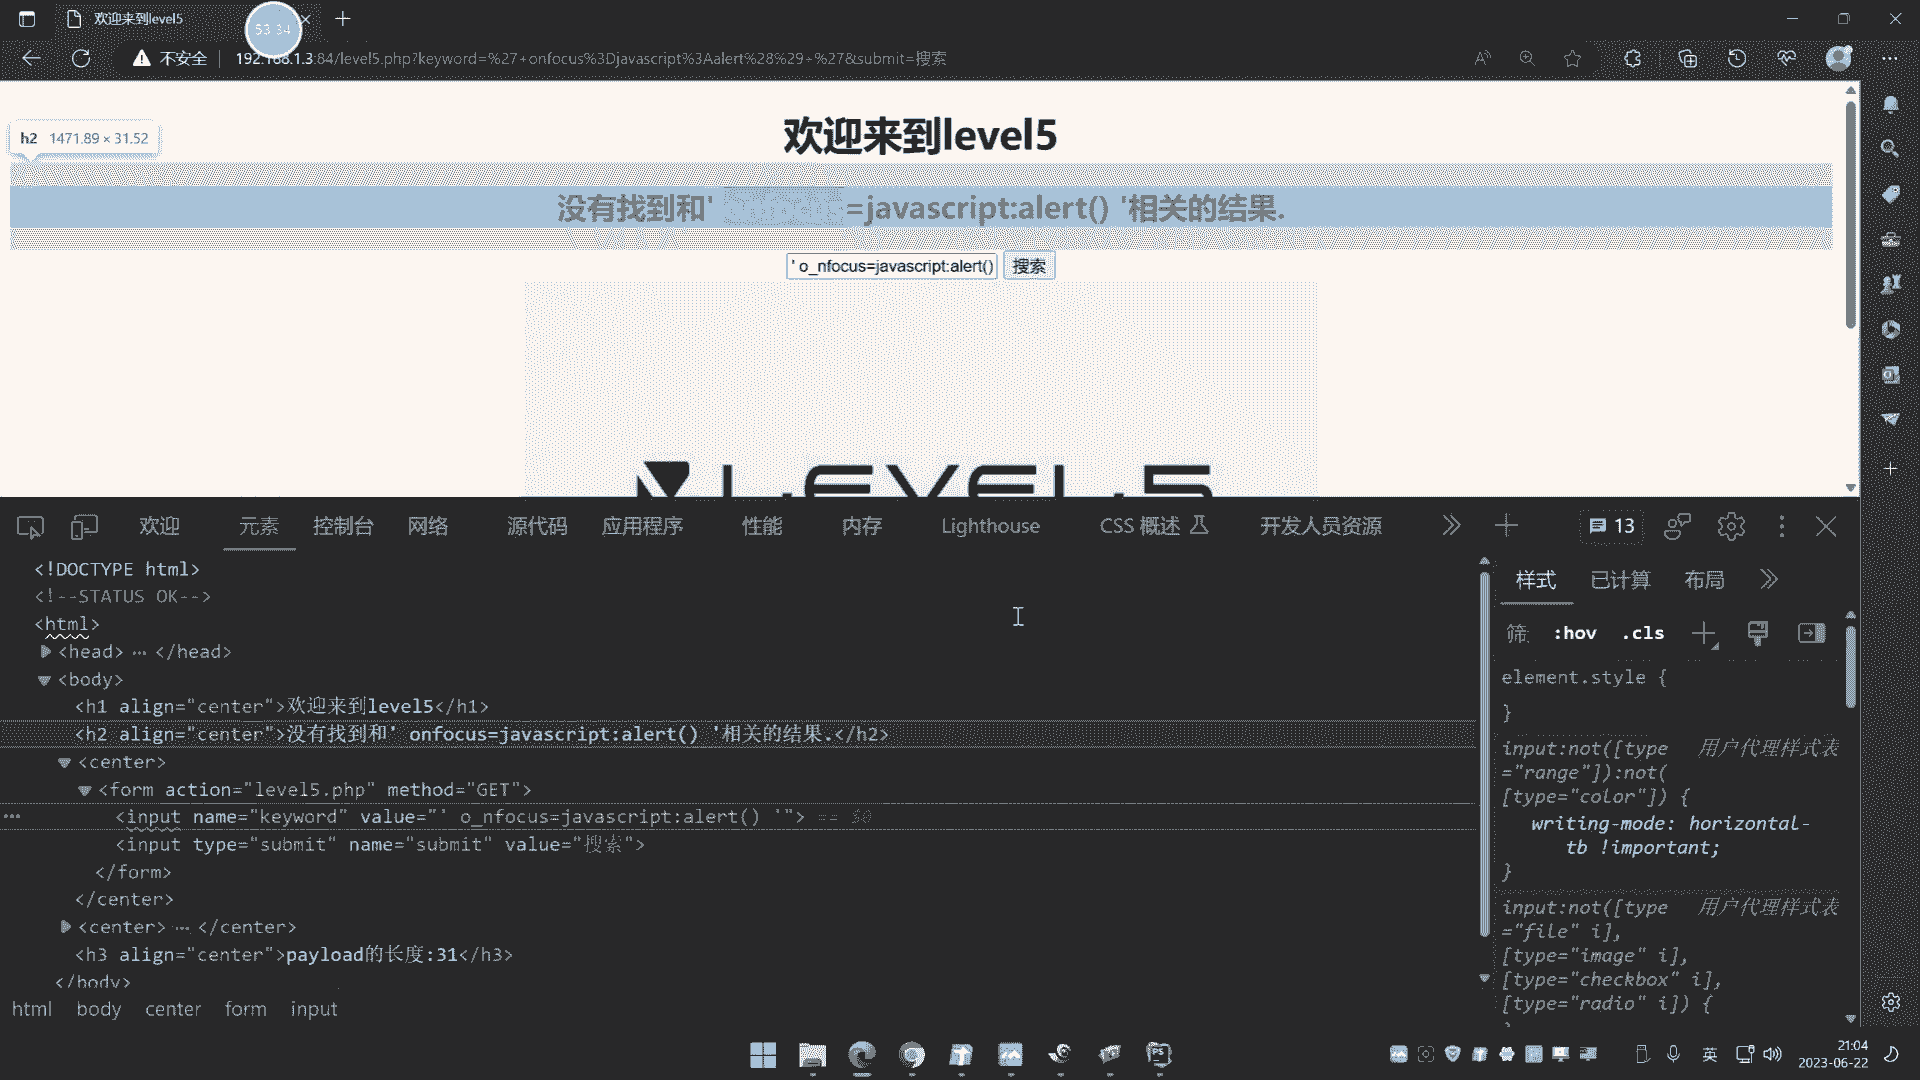 欢迎来到level5
53 34
不安全
192.168.1.3:84/level5.php?keyword=%27+onfocus%3Djavascript%3Aalert%28%29+%27&submit=搜索
欢迎来到level5
h2 1471.89 × 31.52
没有找到和' =javascript:alert() '相关的结果.
' o_nfocus=javascript:alert()
搜索
LEVEL5
欢迎 元素 控制台 网络 源代码 应用程序 性能 内存 Lighthouse CSS 概述 开发人员资源 13
<!DOCTYPE html>
<!--STATUS OK-->
<html>
<head> … </head>
<body>
<h1 align="center">欢迎来到level5</h1>
<h2 align="center">没有找到和' onfocus=javascript:alert() '相关的结果.</h2>
<center>
<form action="level5.php" method="GET">
<input name="keyword" value="' o_nfocus=javascript:alert() '"> == $0
<input type="submit" name="submit" value="搜索">
</form>
</center>
<center> … </center>
<h3 align="center">payload的长度:31</h3>
</body>
html body center form input
样式 已计算 布局
筛 :hov .cls
element.style {
}
input:not([type 用户代理样式表
="range"]):not(
[type="color"]) {
writing-mode: horizontal-
tb !important;
}
input:not([type 用户代理样式表
="file" i],
[type="image" i],
[type="checkbox" i],
[type="radio" i]) {
英
21:04
2023-06-22